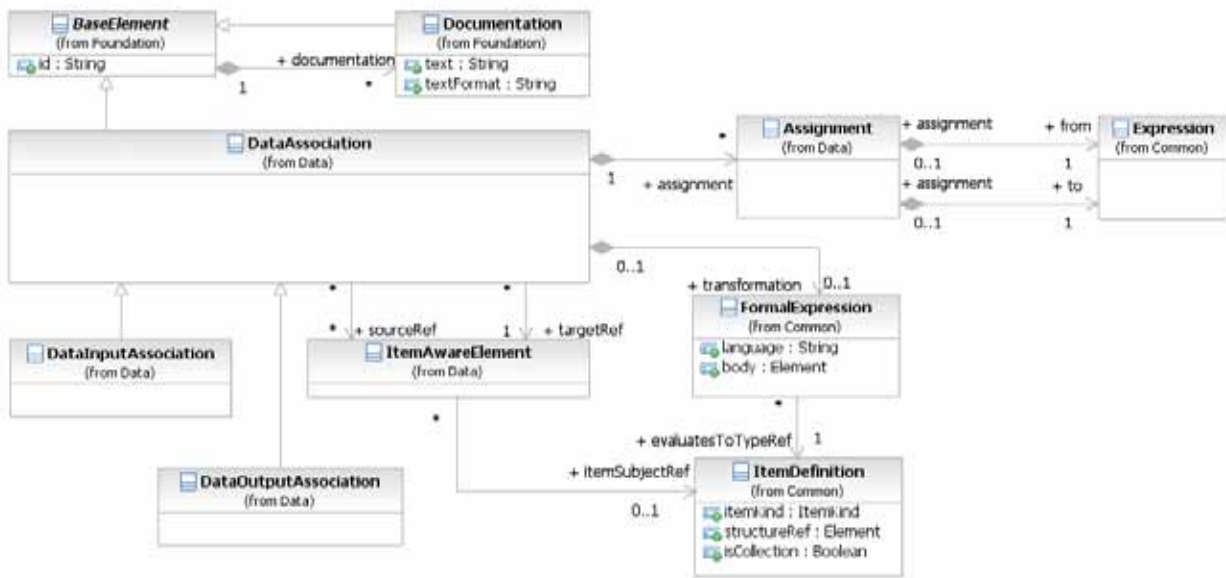 BaseElement
(from Foundation)
id : String
Documentation
(from Foundation)
text : String
textFormat : String
+ documentation
1
*
DataAssociation
(from Data)
1
*
+ assignment
Assignment
(from Data)
+ assignment
+ from
0..1
1
+ assignment
+ to
0..1
1
Expression
(from Common)
0..1
+ transformation
0..1
*
*
* + sourceRef
1 + targetRef
FormalExpression
(from Common)
language : String
body : Element
DataInputAssociation
(from Data)
ItemAwareElement
(from Data)
*
*
+ evaluatesToTypeRef
1
+ itemSubjectRef
0..1
DataOutputAssociation
(from Data)
ItemDefinition
(from Common)
itemKind : ItemKind
structureRef : Element
isCollection : Boolean